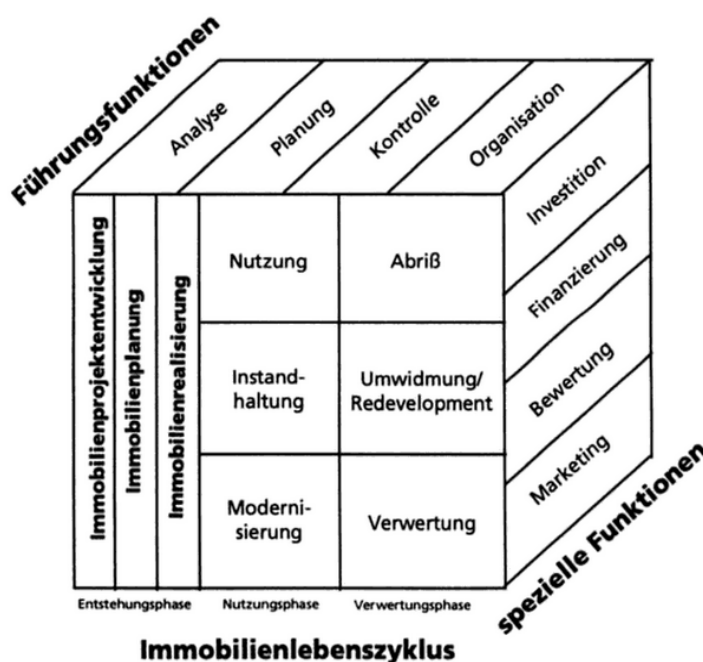 Führungsfunktionen
Analyse
Planung
Kontrolle
Organisation
Immobilienprojektentwicklung
Immobilienplanung
Immobilienrealisierung
Nutzung
Abriß
Instand-
haltung
Umwidmung/
Redevelopment
Moderni-
sierung
Verwertung
Investition
Finanzierung
Bewertung
Marketing
spezielle Funktionen
Entstehungsphase
Nutzungsphase
Verwertungsphase
Immobilienlebenszyklus